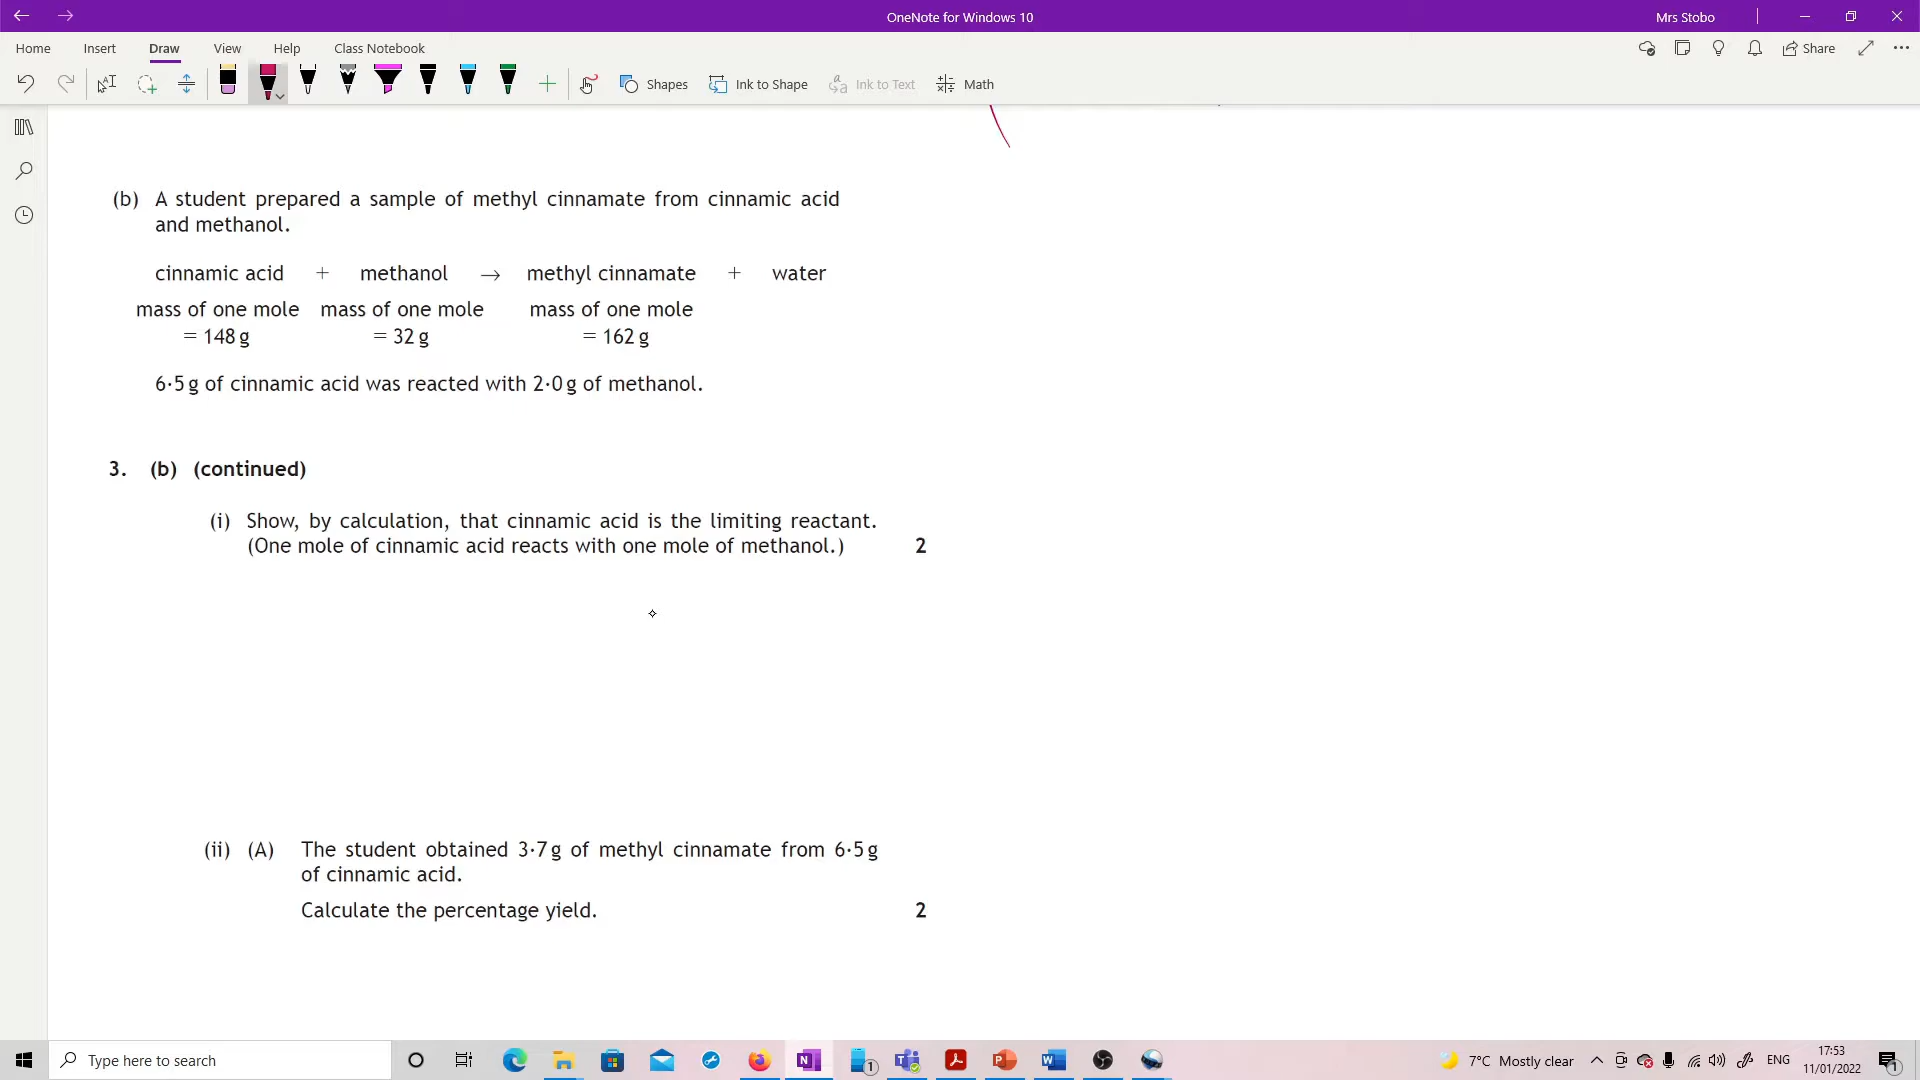 OneNote for Windows 10
Mrs Stobo
Home Insert Draw View Help Class Notebook
Share
Shapes Ink to Shape Ink to Text Math
(b) A student prepared a sample of methyl cinnamate from cinnamic acid
and methanol.
cinnamic acid + methanol → methyl cinnamate + water
mass of one mole mass of one mole mass of one mole
= 148 g = 32 g = 162 g
6·5 g of cinnamic acid was reacted with 2·0 g of methanol.
3. (b) (continued)
(i) Show, by calculation, that cinnamic acid is the limiting reactant.
(One mole of cinnamic acid reacts with one mole of methanol.) 2
(ii) (A) The student obtained 3·7 g of methyl cinnamate from 6·5 g
of cinnamic acid.
Calculate the percentage yield. 2
Type here to search
7°C Mostly clear
ENG
17:53
11/01/2022